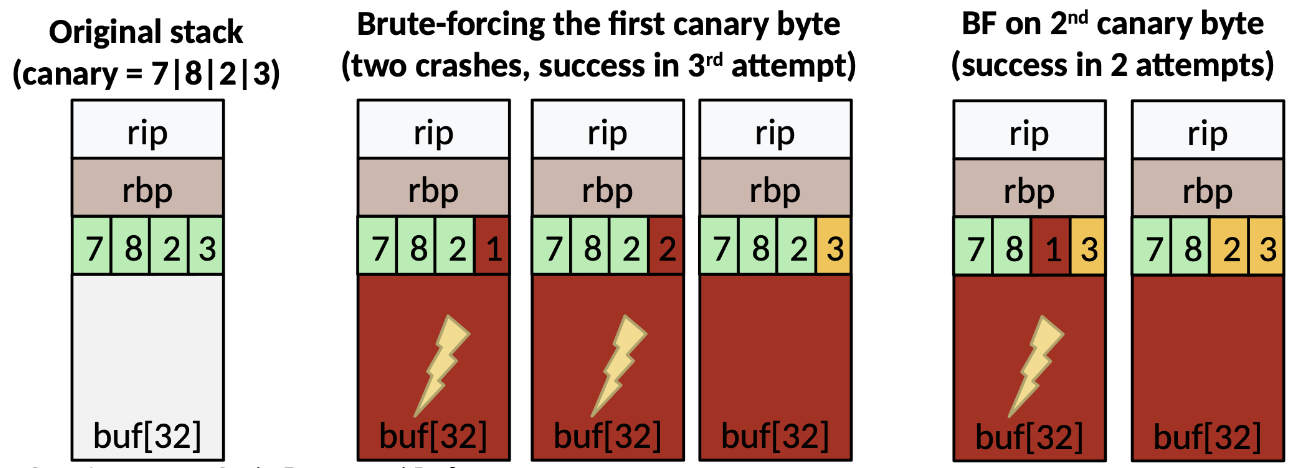 Original stack
(canary = 7|8|2|3)
Brute-forcing the first canary byte
(two crashes, success in 3rd attempt)
BF on 2nd canary byte
(success in 2 attempts)
rip
rbp
7 8 2 3
buf[32]
rip
rbp
7 8 2 1
buf[32]
rip
rbp
7 8 2 2
buf[32]
rip
rbp
7 8 2 3
buf[32]
rip
rbp
7 8 1 3
buf[32]
rip
rbp
7 8 2 3
buf[32]